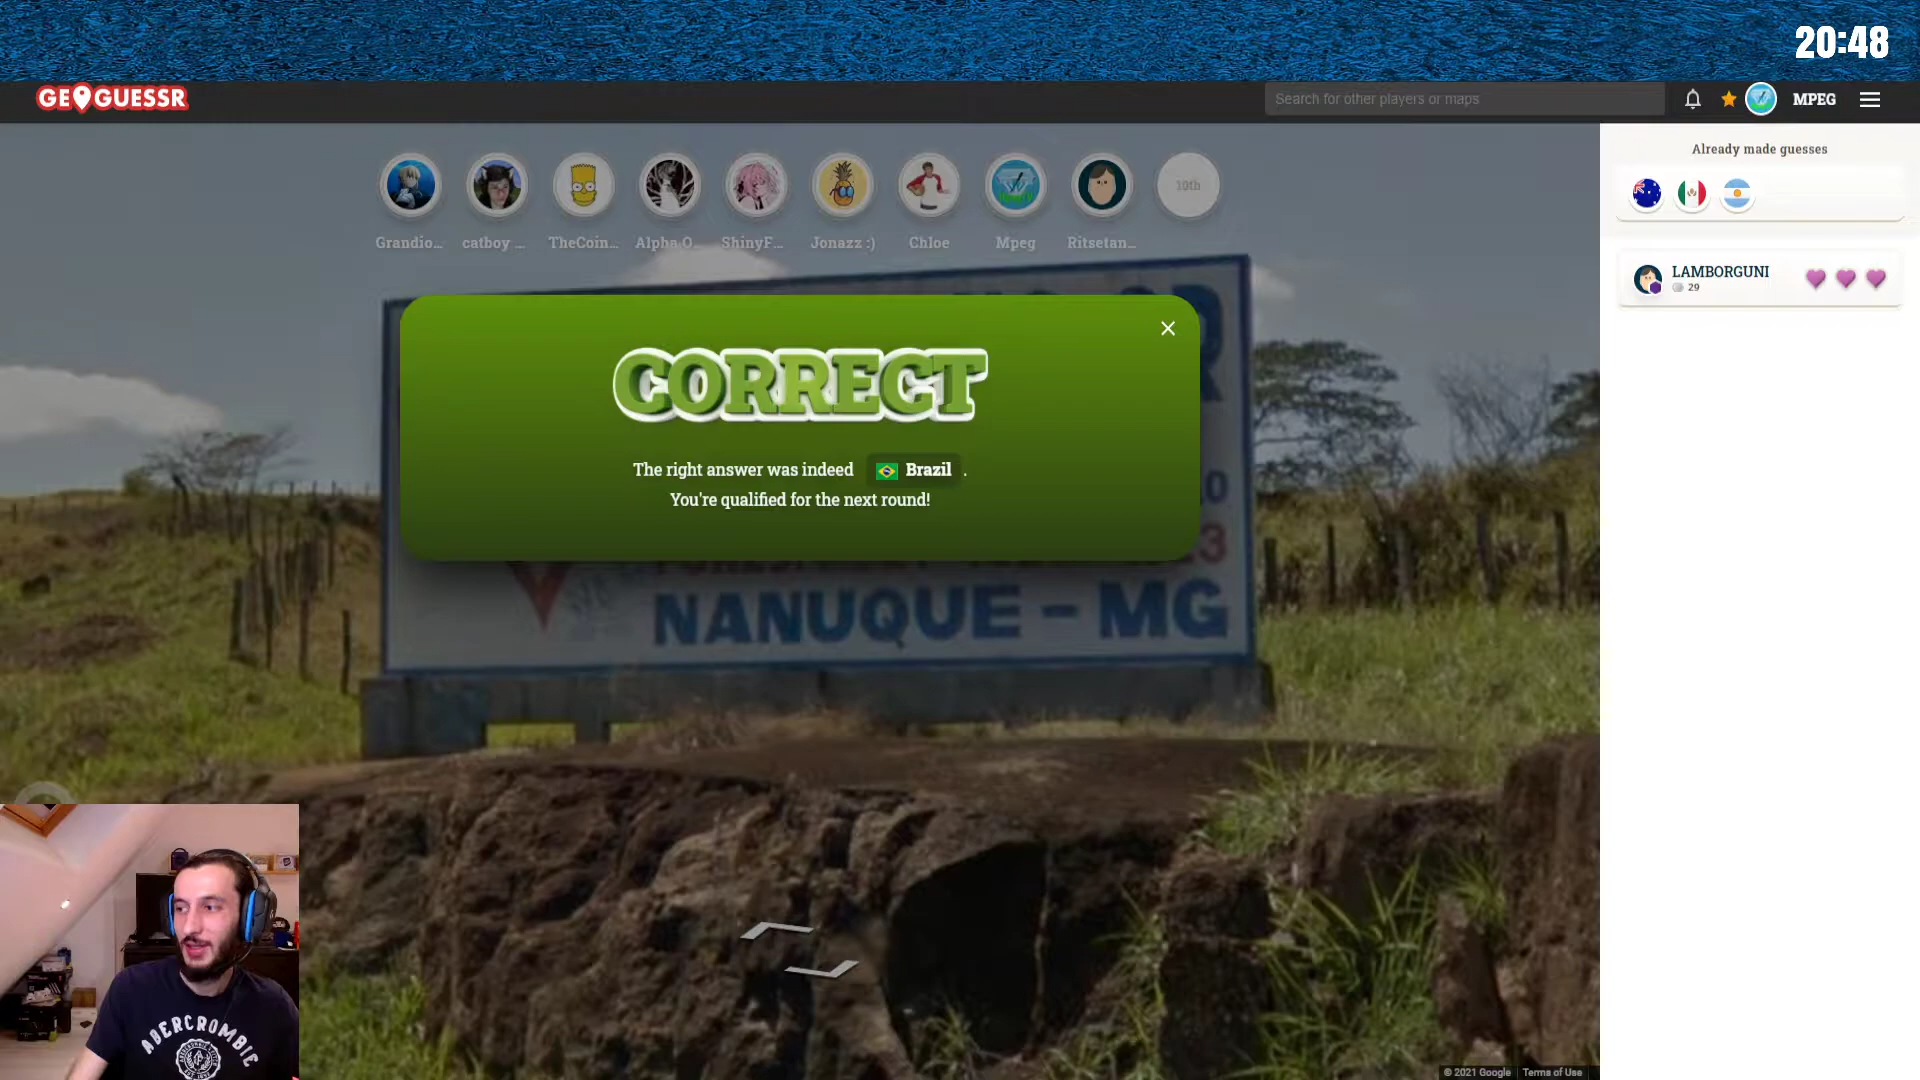 20:48
GEOGUESSR
Search for other players or maps
MPEG
Already made guesses
10th
Grandio...
catboy ...
TheCoin...
Alpha O...
ShinyF...
Jonazz :)
Chloe
Mpeg
Ritsetan...
LAMBORGUNI
29
CORRECT
The right answer was indeed Brazil .
You're qualified for the next round!
NANUQUE - MG
ABERCROMBIE
© 2021 Google
Terms of Use